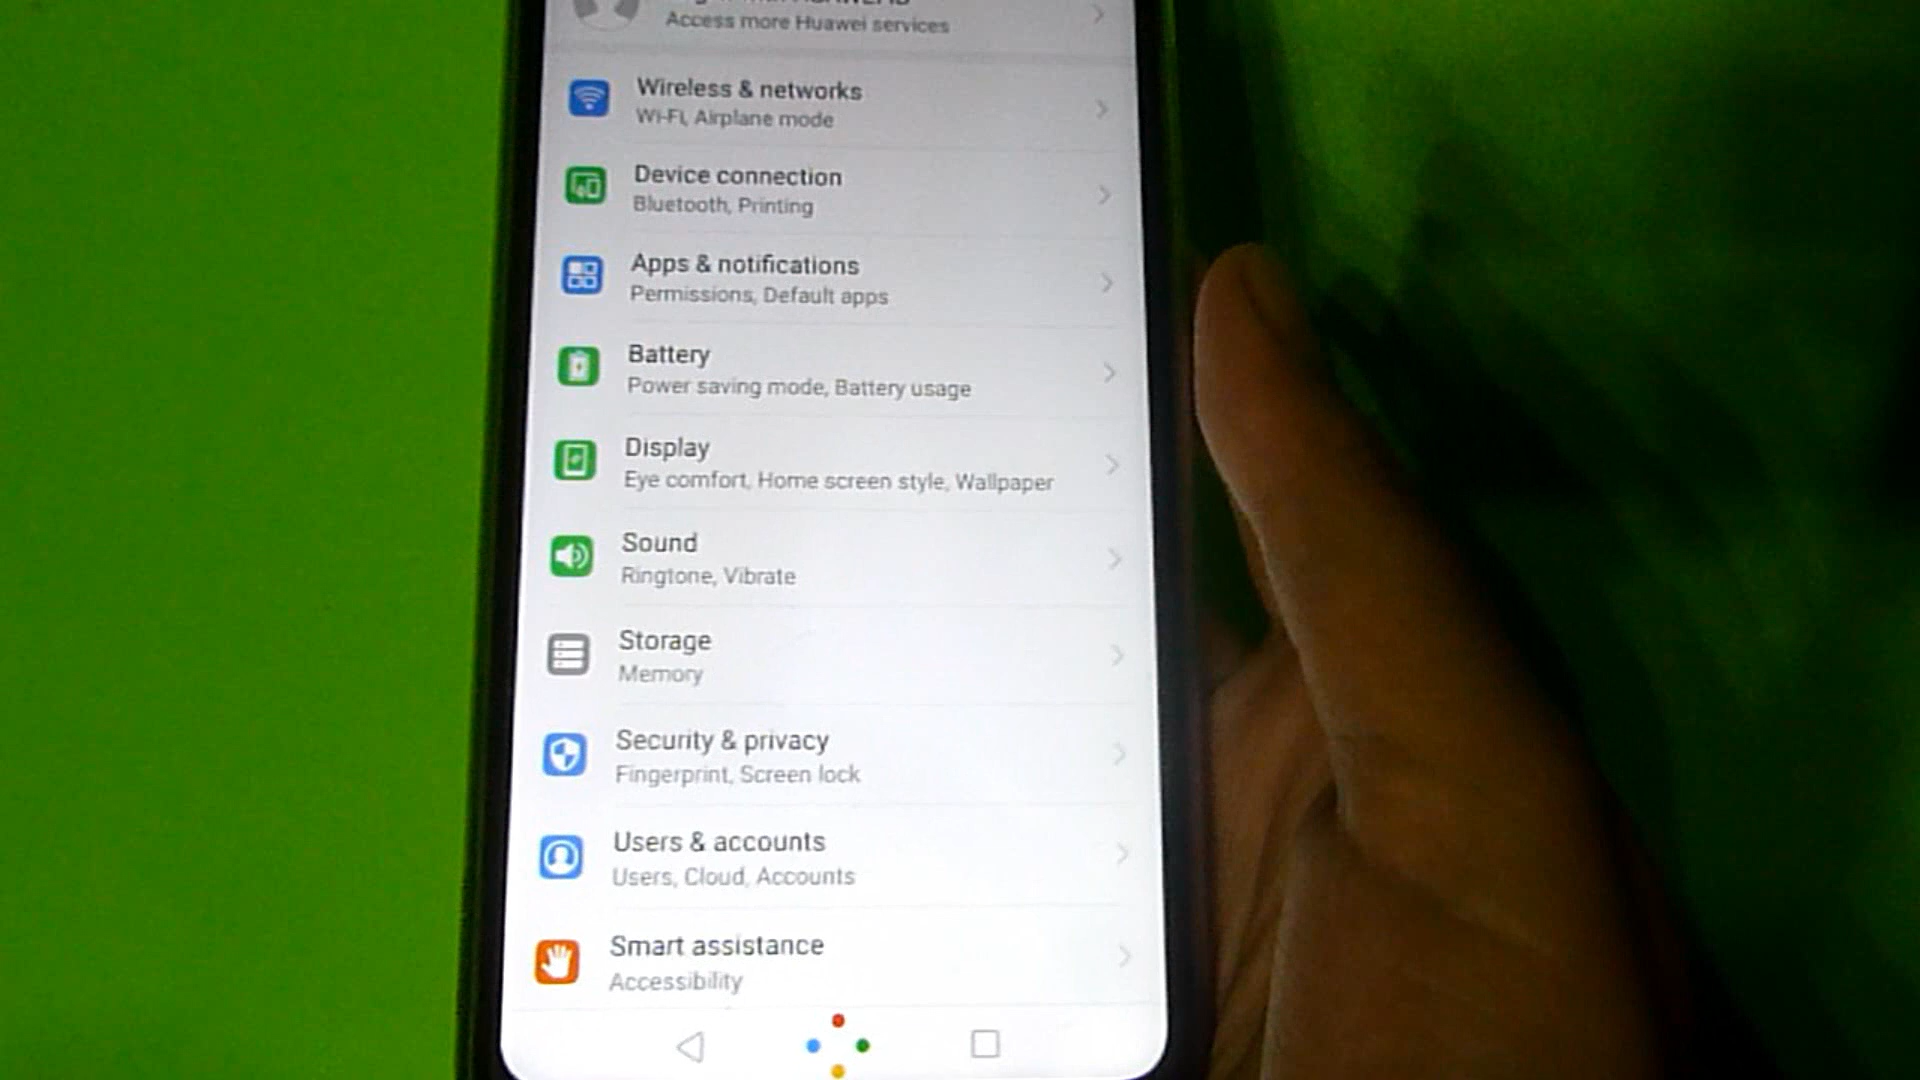 Access more Huawei services
Wireless & networks
Wi-Fi, Airplane mode
Device connection
Bluetooth, Printing
Apps & notifications
Permissions, Default apps
Battery
Power saving mode, Battery usage
Display
Eye comfort, Home screen style, Wallpaper
Sound
Ringtone, Vibrate
Storage
Memory
Security & privacy
Fingerprint, Screen lock
Users & accounts
Users, Cloud, Accounts
Smart assistance
Accessibility